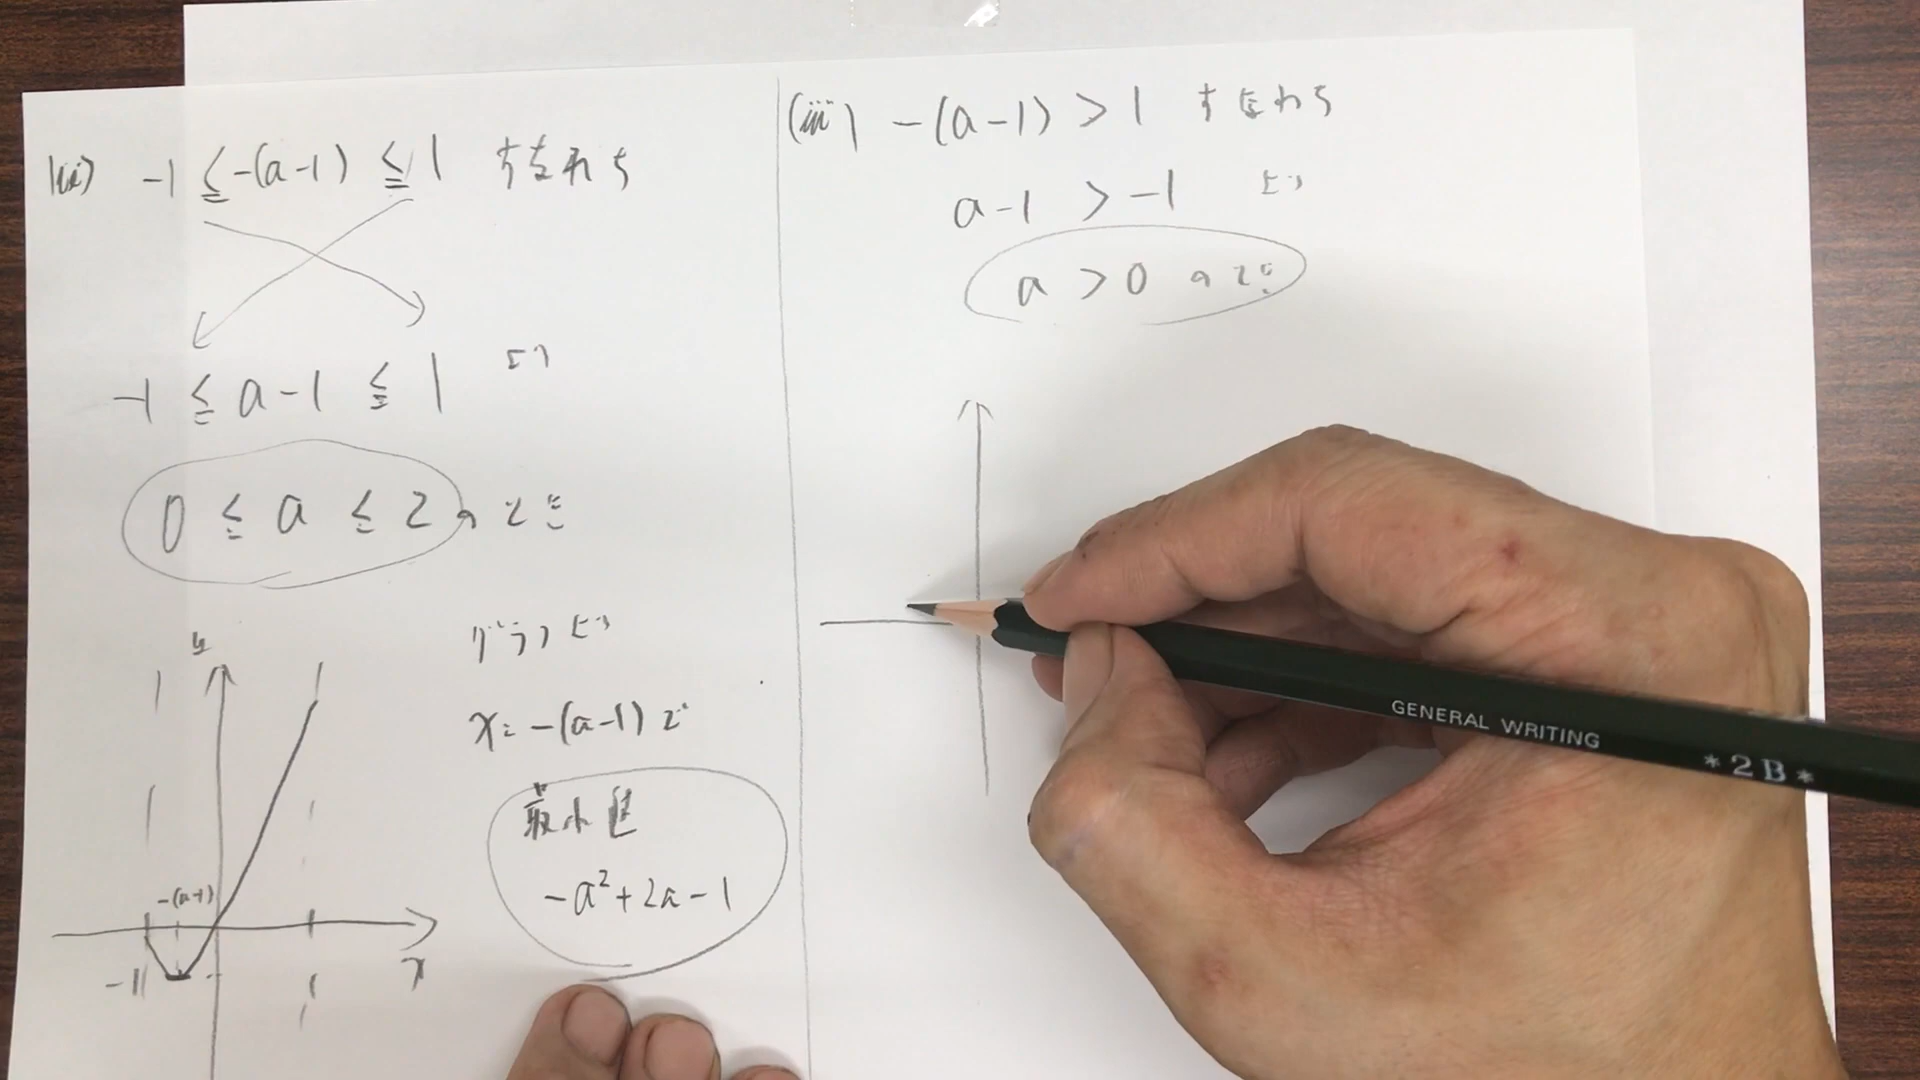 (ii) -1 ≦ -(a-1) ≦ 1 すなわち
-1 ≦ a-1 ≦ 1 より
0 ≦ a ≦ 2 のとき
グラフより
x = -(a-1) で
最小値
-a²+2a-1
y
-(a-1)
-1
1
x
(iii) -(a-1) > 1 すなわち
a-1 > -1 より
a > 0 のとき
GENERAL WRITING *2B*